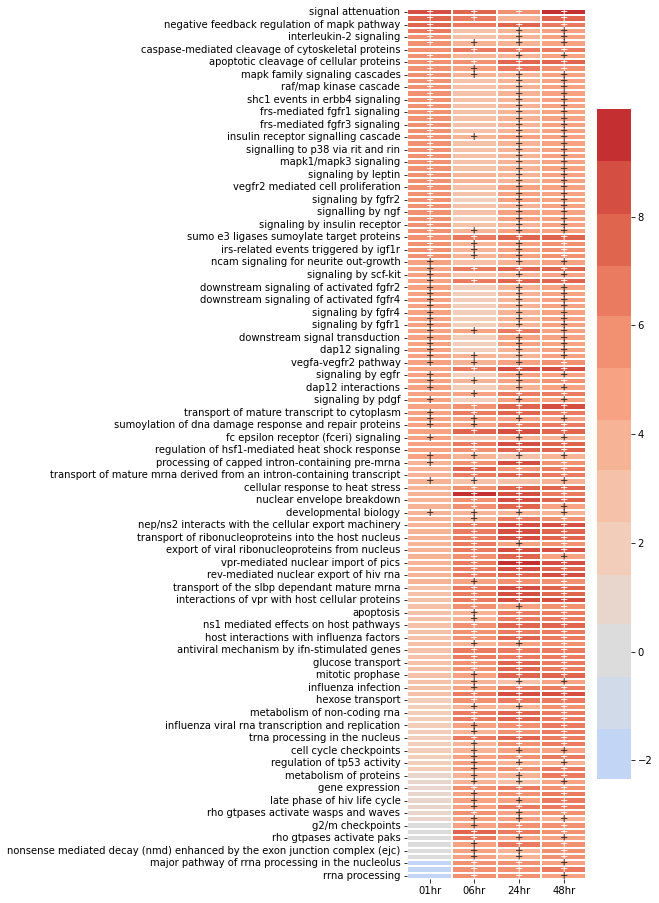 signal attenuation
negative feedback regulation of mapk pathway
interleukin-2 signaling
caspase-mediated cleavage of cytoskeletal proteins
apoptotic cleavage of cellular proteins
mapk family signaling cascades
raf/map kinase cascade
shc1 events in erbb4 signaling
frs-mediated fgfr1 signaling
frs-mediated fgfr3 signaling
insulin receptor signalling cascade
signalling to p38 via rit and rin
mapk1/mapk3 signaling
signaling by leptin
vegfr2 mediated cell proliferation
signaling by fgfr2
signalling by ngf
signaling by insulin receptor
sumo e3 ligases sumoylate target proteins
irs-related events triggered by igf1r
ncam signaling for neurite out-growth
signaling by scf-kit
downstream signaling of activated fgfr2
downstream signaling of activated fgfr4
signaling by fgfr4
signaling by fgfr1
downstream signal transduction
dap12 signaling
vegfa-vegfr2 pathway
signaling by egfr
dap12 interactions
signaling by pdgf
transport of mature transcript to cytoplasm
sumoylation of dna damage response and repair proteins
fc epsilon receptor (fceri) signaling
regulation of hsf1-mediated heat shock response
processing of capped intron-containing pre-mrna
transport of mature mrna derived from an intron-containing transcript
cellular response to heat stress
nuclear envelope breakdown
developmental biology
nep/ns2 interacts with the cellular export machinery
transport of ribonucleoproteins into the host nucleus
export of viral ribonucleoproteins from nucleus
vpr-mediated nuclear import of pics
rev-mediated nuclear export of hiv rna
transport of the slbp dependant mature mrna
interactions of vpr with host cellular proteins
apoptosis
ns1 mediated effects on host pathways
host interactions with influenza factors
antiviral mechanism by ifn-stimulated genes
glucose transport
mitotic prophase
influenza infection
hexose transport
metabolism of non-coding rna
influenza viral rna transcription and replication
trna processing in the nucleus
cell cycle checkpoints
regulation of tp53 activity
metabolism of proteins
gene expression
late phase of hiv life cycle
rho gtpases activate wasps and waves
g2/m checkpoints
rho gtpases activate paks
nonsense mediated decay (nmd) enhanced by the exon junction complex (ejc)
major pathway of rrna processing in the nucleolus
rrna processing
01hr 06hr 24hr 48hr
8
6
4
2
0
−2